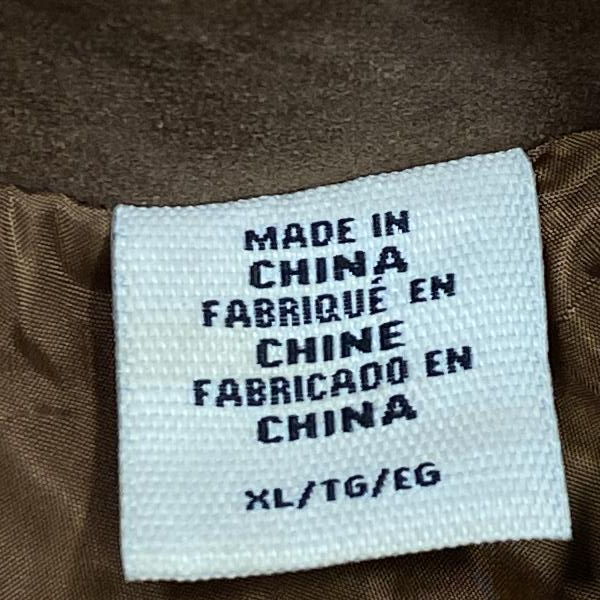 MADE IN
CHINA
FABRIQUÉ EN
CHINE
FABRICADO EN
CHINA
XL/TG/EG